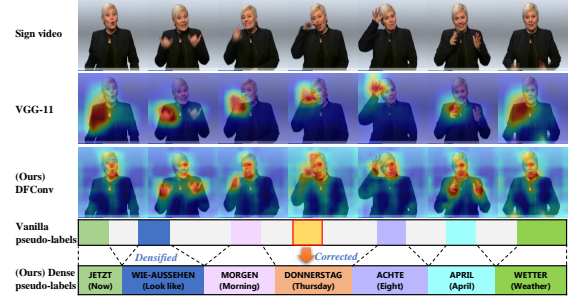 Sign video
VGG-11
(Ours)
DFConv
Vanilla
pseudo-labels
Densified
Corrected
(Ours) Dense
pseudo-labels
JETZT WIE-AUSSEHEN MORGEN DONNERSTAG ACHTE APRIL WETTER
(Now) (Look like) (Morning) (Thursday) (Eight) (April) (Weather)